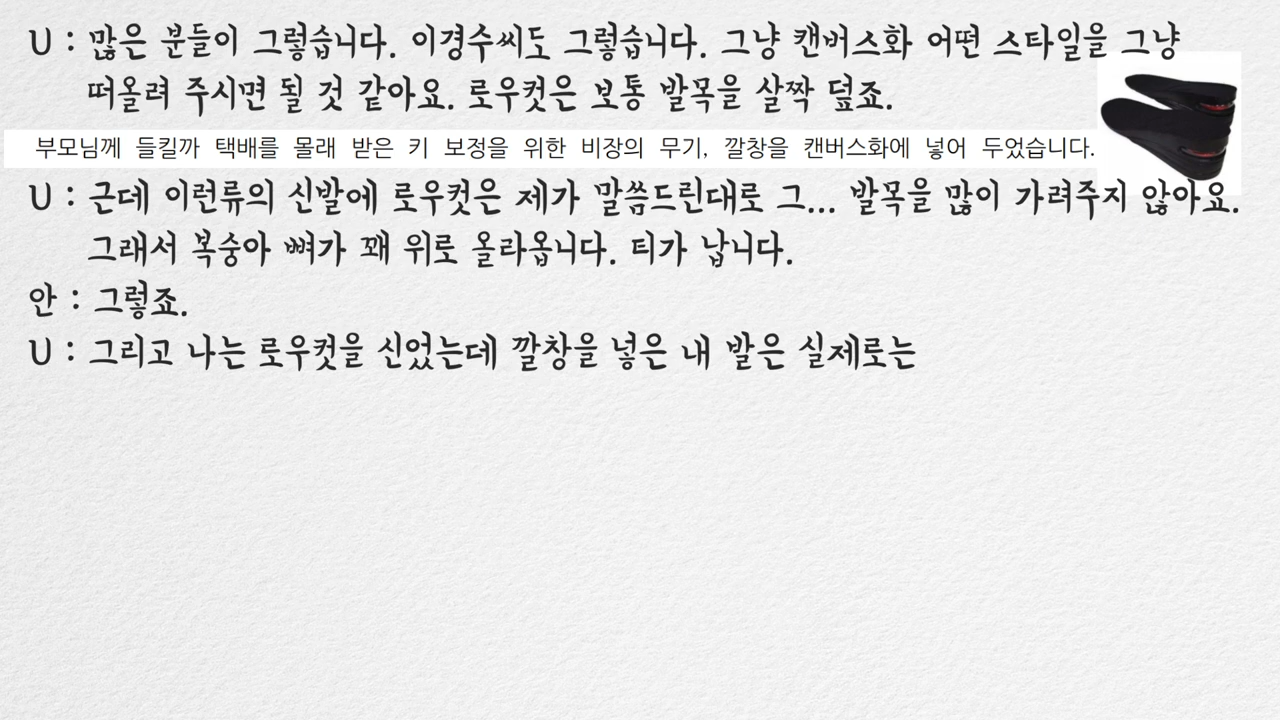 U : 많은 분들이 그렇습니다. 이경수씨도 그렇습니다. 그냥 캔버스화 어떤 스타일을 그냥
떠올려 주시면 될 것 같아요. 로우컷은 보통 발목을 살짝 덮죠.
부모님께 들킬까 택배를 몰래 받은 키 보정을 위한 비장의 무기, 깔창을 캔버스화에 넣어 두었습니다.
U : 근데 이런류의 신발에 로우컷은 제가 말씀드린대로 그... 발목을 많이 가려주지 않아요.
그래서 복숭아 뼈가 꽤 위로 올라옵니다. 티가 납니다.
안 : 그렇죠.
U : 그리고 나는 로우컷을 신었는데 깔창을 넣은 내 발은 실제로는